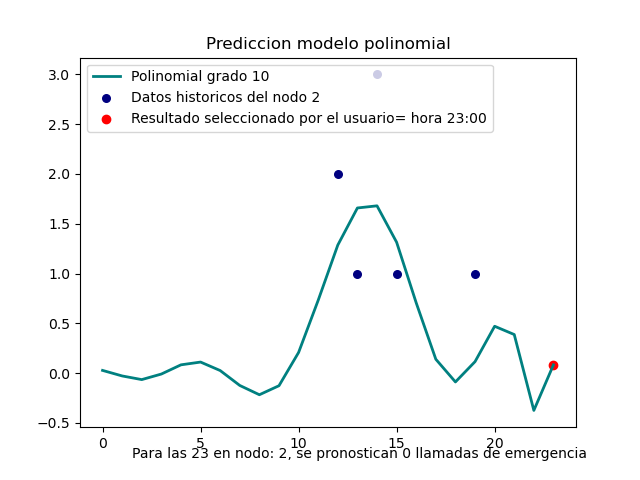 Prediccion modelo polinomial
Polinomial grado 10
Datos historicos del nodo 2
Resultado seleccionado por el usuario= hora 23:00
3.0
2.5
2.0
1.5
1.0
0.5
0.0
−0.5
0 5 10 15 20
Para las 23 en nodo: 2, se pronostican 0 llamadas de emergencia